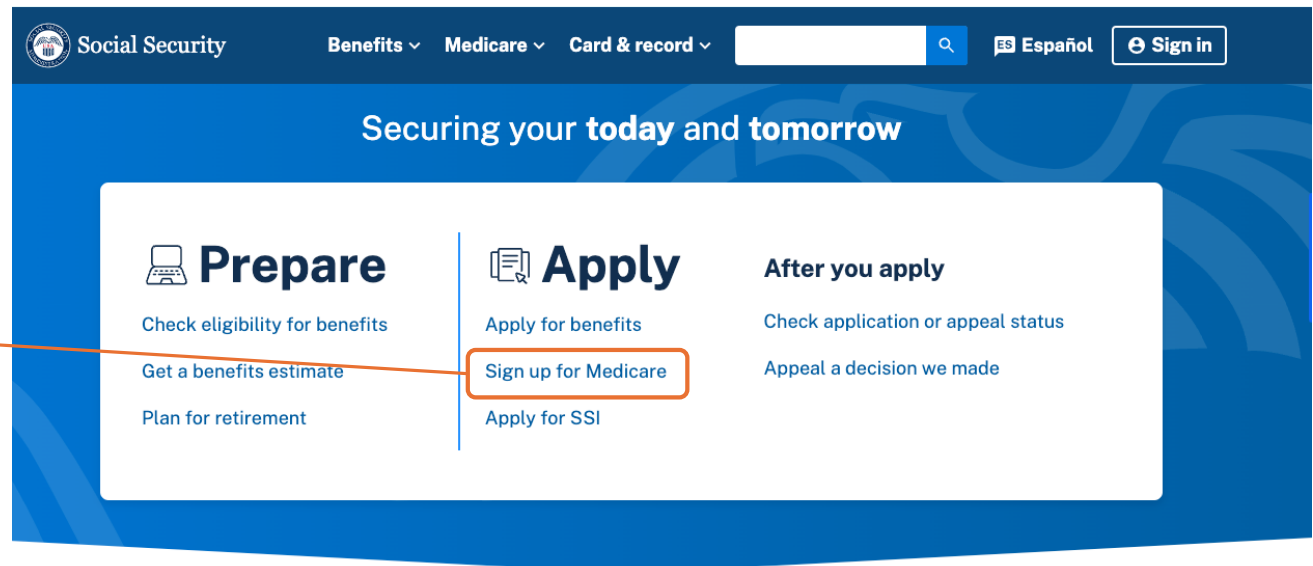 Social Security
Benefits
Medicare
Card & record
ES Español
Sign in
Securing your today and tomorrow
Prepare
Check eligibility for benefits
Get a benefits estimate
Plan for retirement
Apply
Apply for benefits
Sign up for Medicare
Apply for SSI
After you apply
Check application or appeal status
Appeal a decision we made